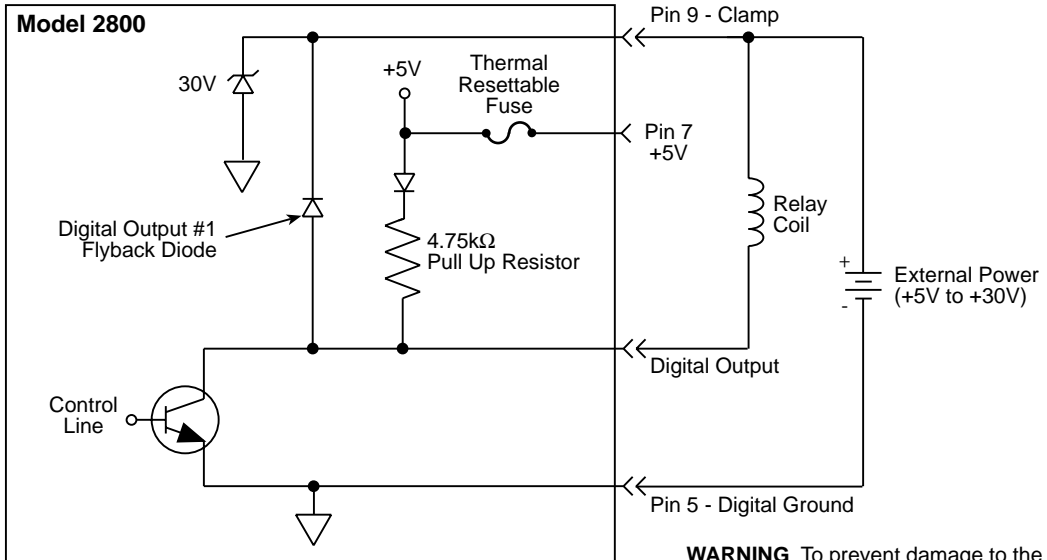 Model 2800
Pin 9 - Clamp
30V
+5V
Thermal
Resettable
Fuse
Pin 7
+5V
Digital Output #1
Flyback Diode
4.75kΩ
Pull Up Resistor
Relay
Coil
+
-
External Power
(+5V to +30V)
Digital Output
Control
Line
Pin 5 - Digital Ground
WARNING To prevent damage to the